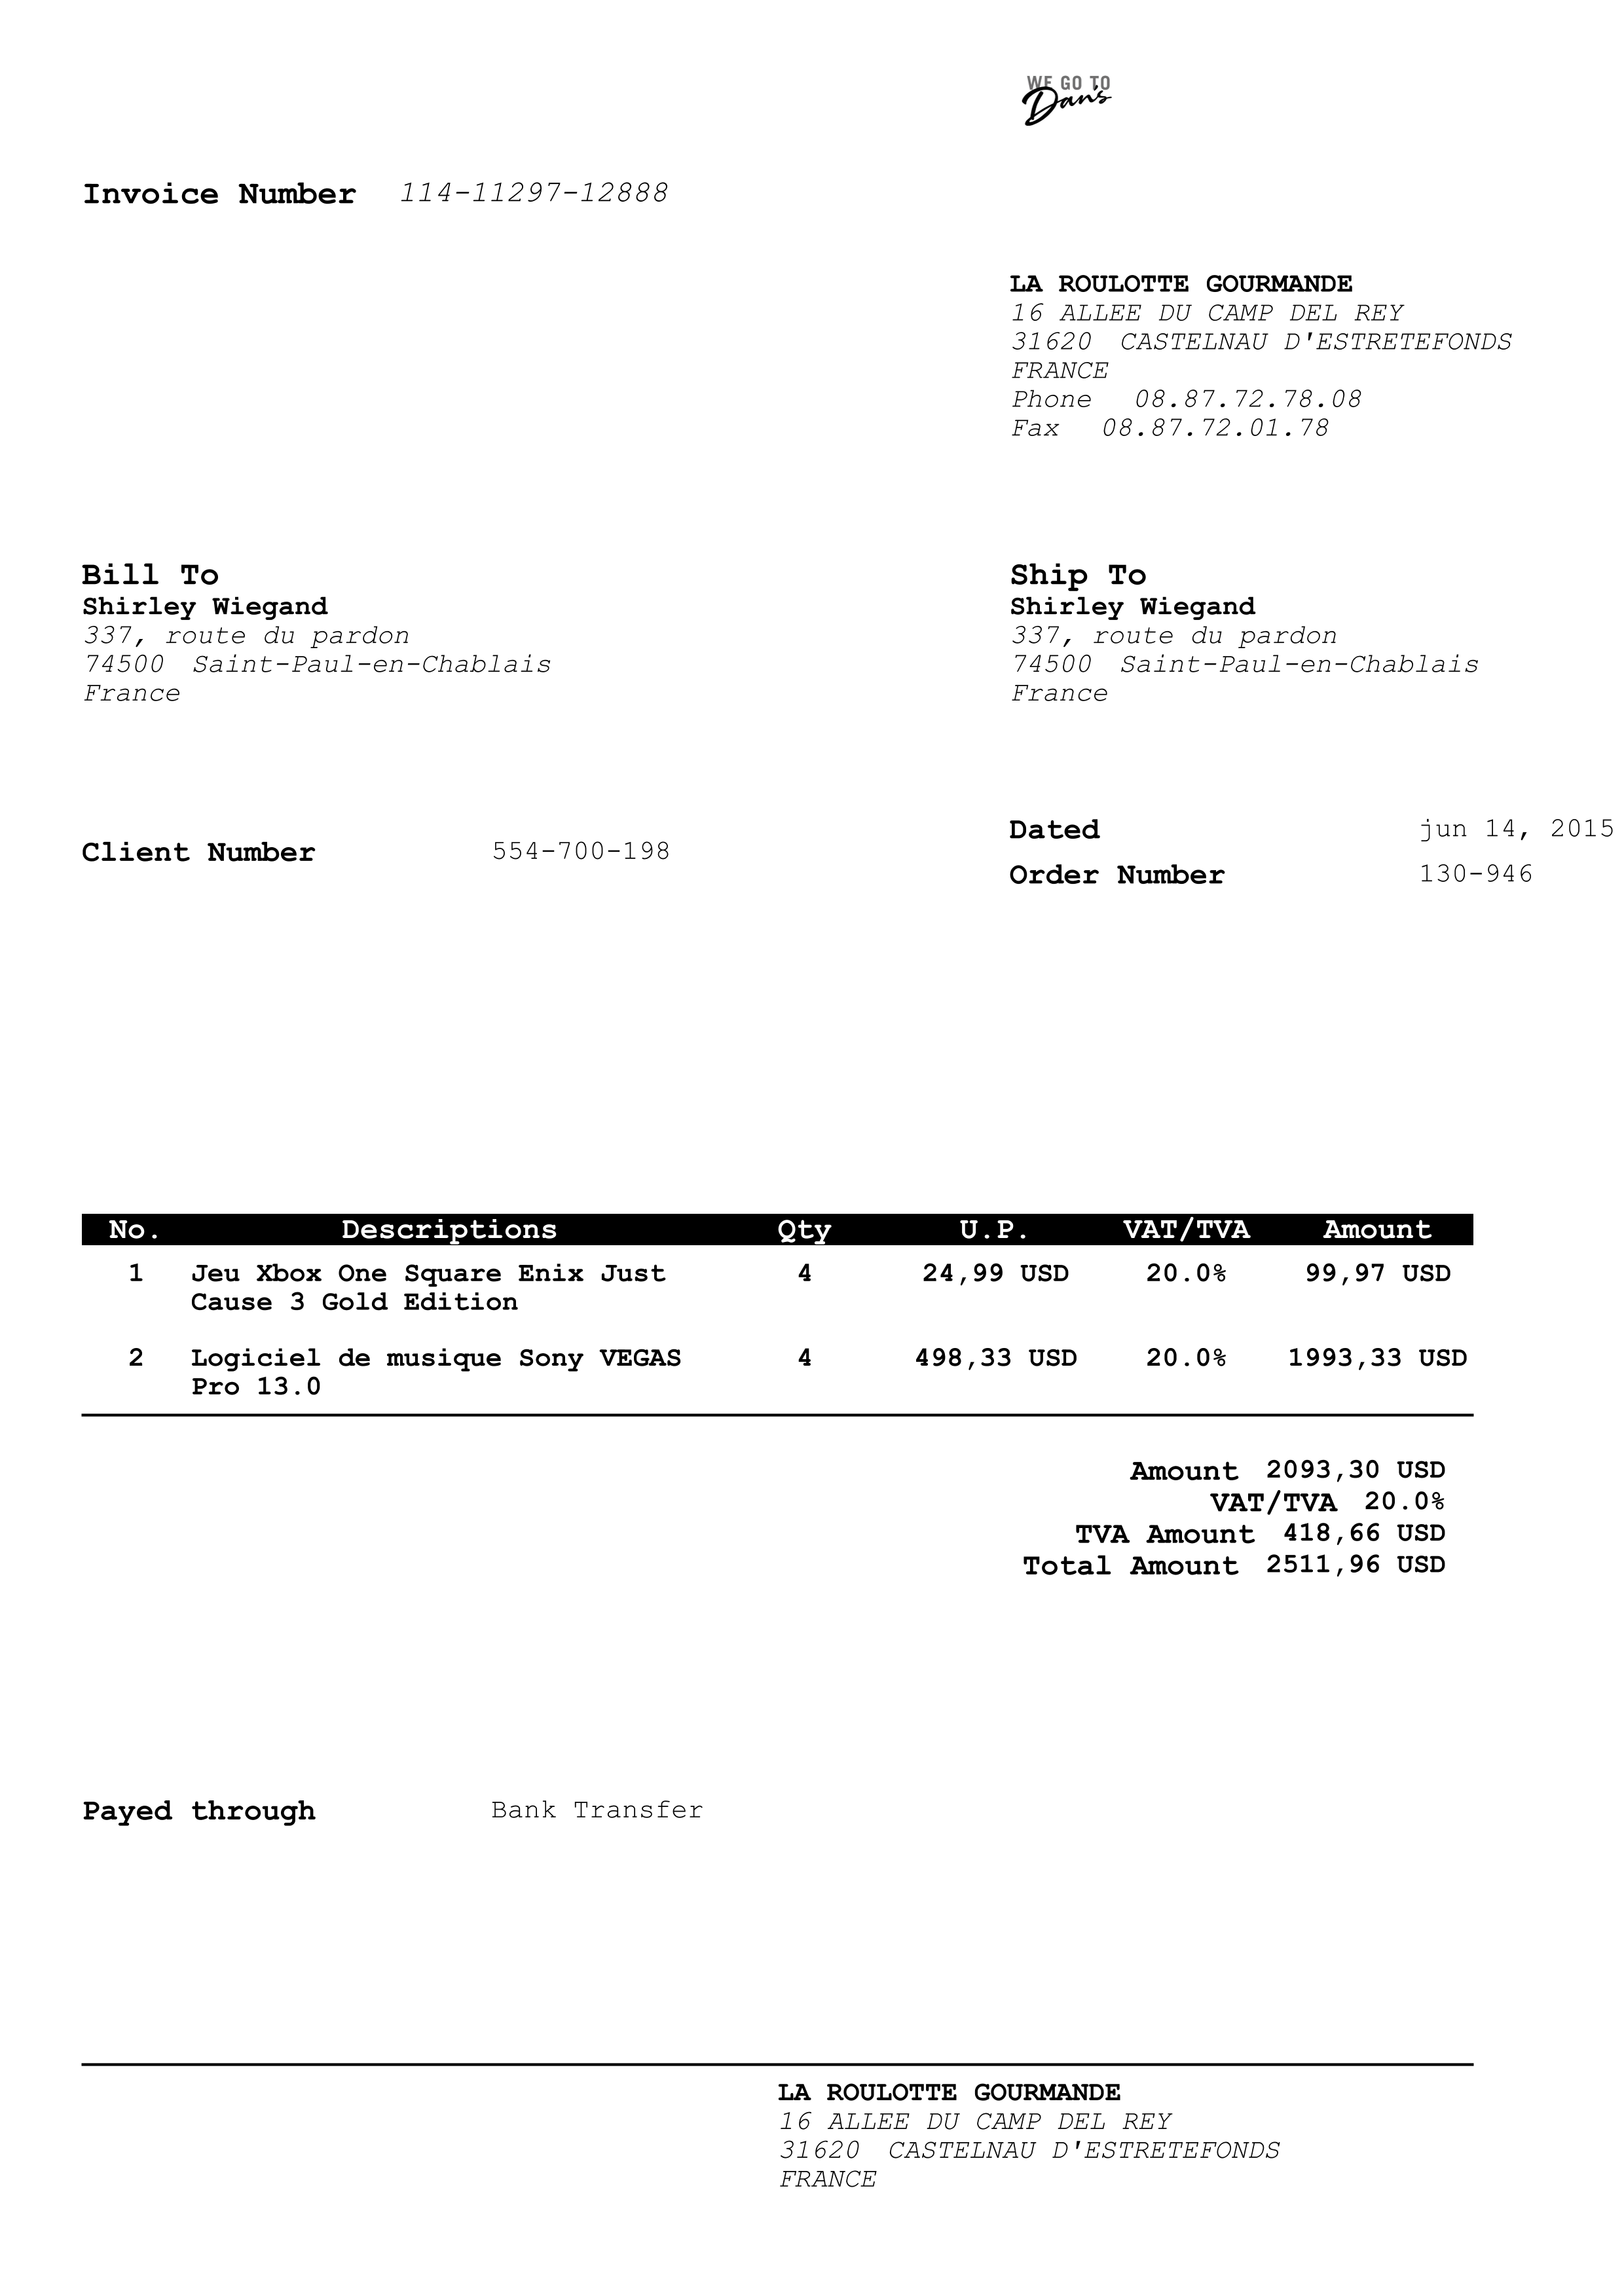 WE GO TO
Dan's
Invoice Number 114-11297-12888
LA ROULOTTE GOURMANDE
16 ALLEE DU CAMP DEL REY
31620 CASTELNAU D'ESTRETEFONDS
FRANCE
Phone 08.87.72.78.08
Fax 08.87.72.01.78
Bill To
Shirley Wiegand
337, route du pardon
74500 Saint-Paul-en-Chablais
France
Ship To
Shirley Wiegand
337, route du pardon
74500 Saint-Paul-en-Chablais
France
Client Number 554-700-198
Dated jun 14, 2015
Order Number 130-946
No. Descriptions Qty U.P. VAT/TVA Amount
1 Jeu Xbox One Square Enix Just 4 24,99 USD 20.0% 99,97 USD
Cause 3 Gold Edition
2 Logiciel de musique Sony VEGAS 4 498,33 USD 20.0% 1993,33 USD
Pro 13.0
Amount 2093,30 USD
VAT/TVA 20.0%
TVA Amount 418,66 USD
Total Amount 2511,96 USD
Payed through Bank Transfer
LA ROULOTTE GOURMANDE
16 ALLEE DU CAMP DEL REY
31620 CASTELNAU D'ESTRETEFONDS
FRANCE